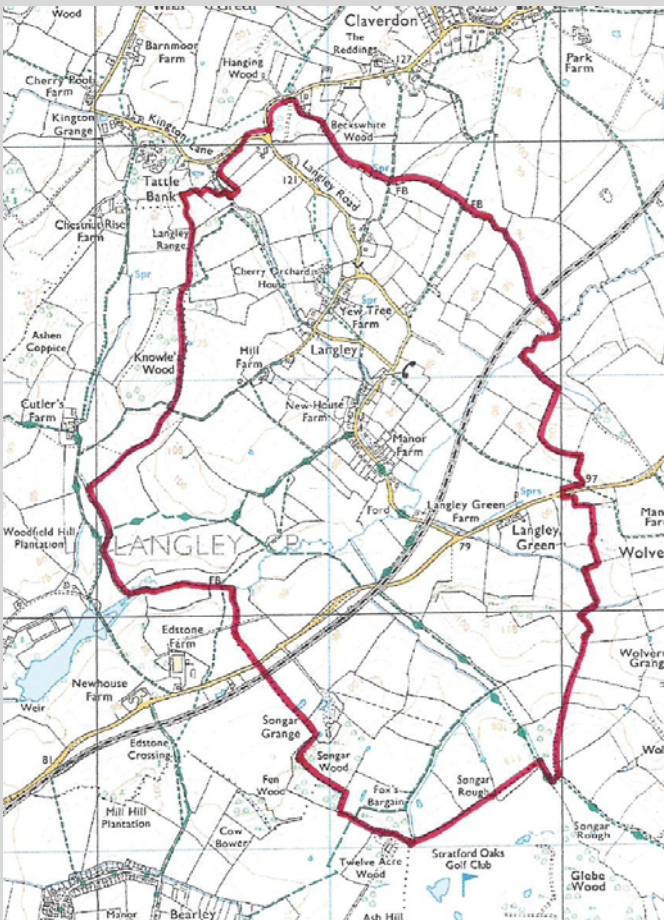 Wood
Green
Claverdon
The
Reddings
Barnmoor
Farm
Hanging
Wood
127
Park
Farm
Cherry Pool
Farm
Kington
Grange
Kington Lane
Beckswhite
Wood
Spr
Langley Road
121
FB
FB
Tattle
Bank
Chestnut Rise
Farm
Langley
Range
Spr
Cherry Orchard
House
Spr
Yew Tree
Farm
Ashen
Coppice
Knowle's
Wood
Hill
Farm
Langley
Cutler's
Farm
New House
Farm
Manor
Farm
97
Sprs
Ford
Langley Green
Farm
Langley
Green
Woodfield Hill
Plantation
LANGLEY CP
79
FB
Edstone
Farm
Newhouse
Farm
Weir
Songar
Grange
81
Edstone
Crossing
Songar
Wood
Fen
Wood
Fox's
Bargain
Songar
Rough
Mill Hill
Plantation
Cow
Bower
Songar
Rough
Twelve Acre
Wood
Stratford Oaks
Golf Club
Glebe
Wood
Manor
Bearley
Ash Hill